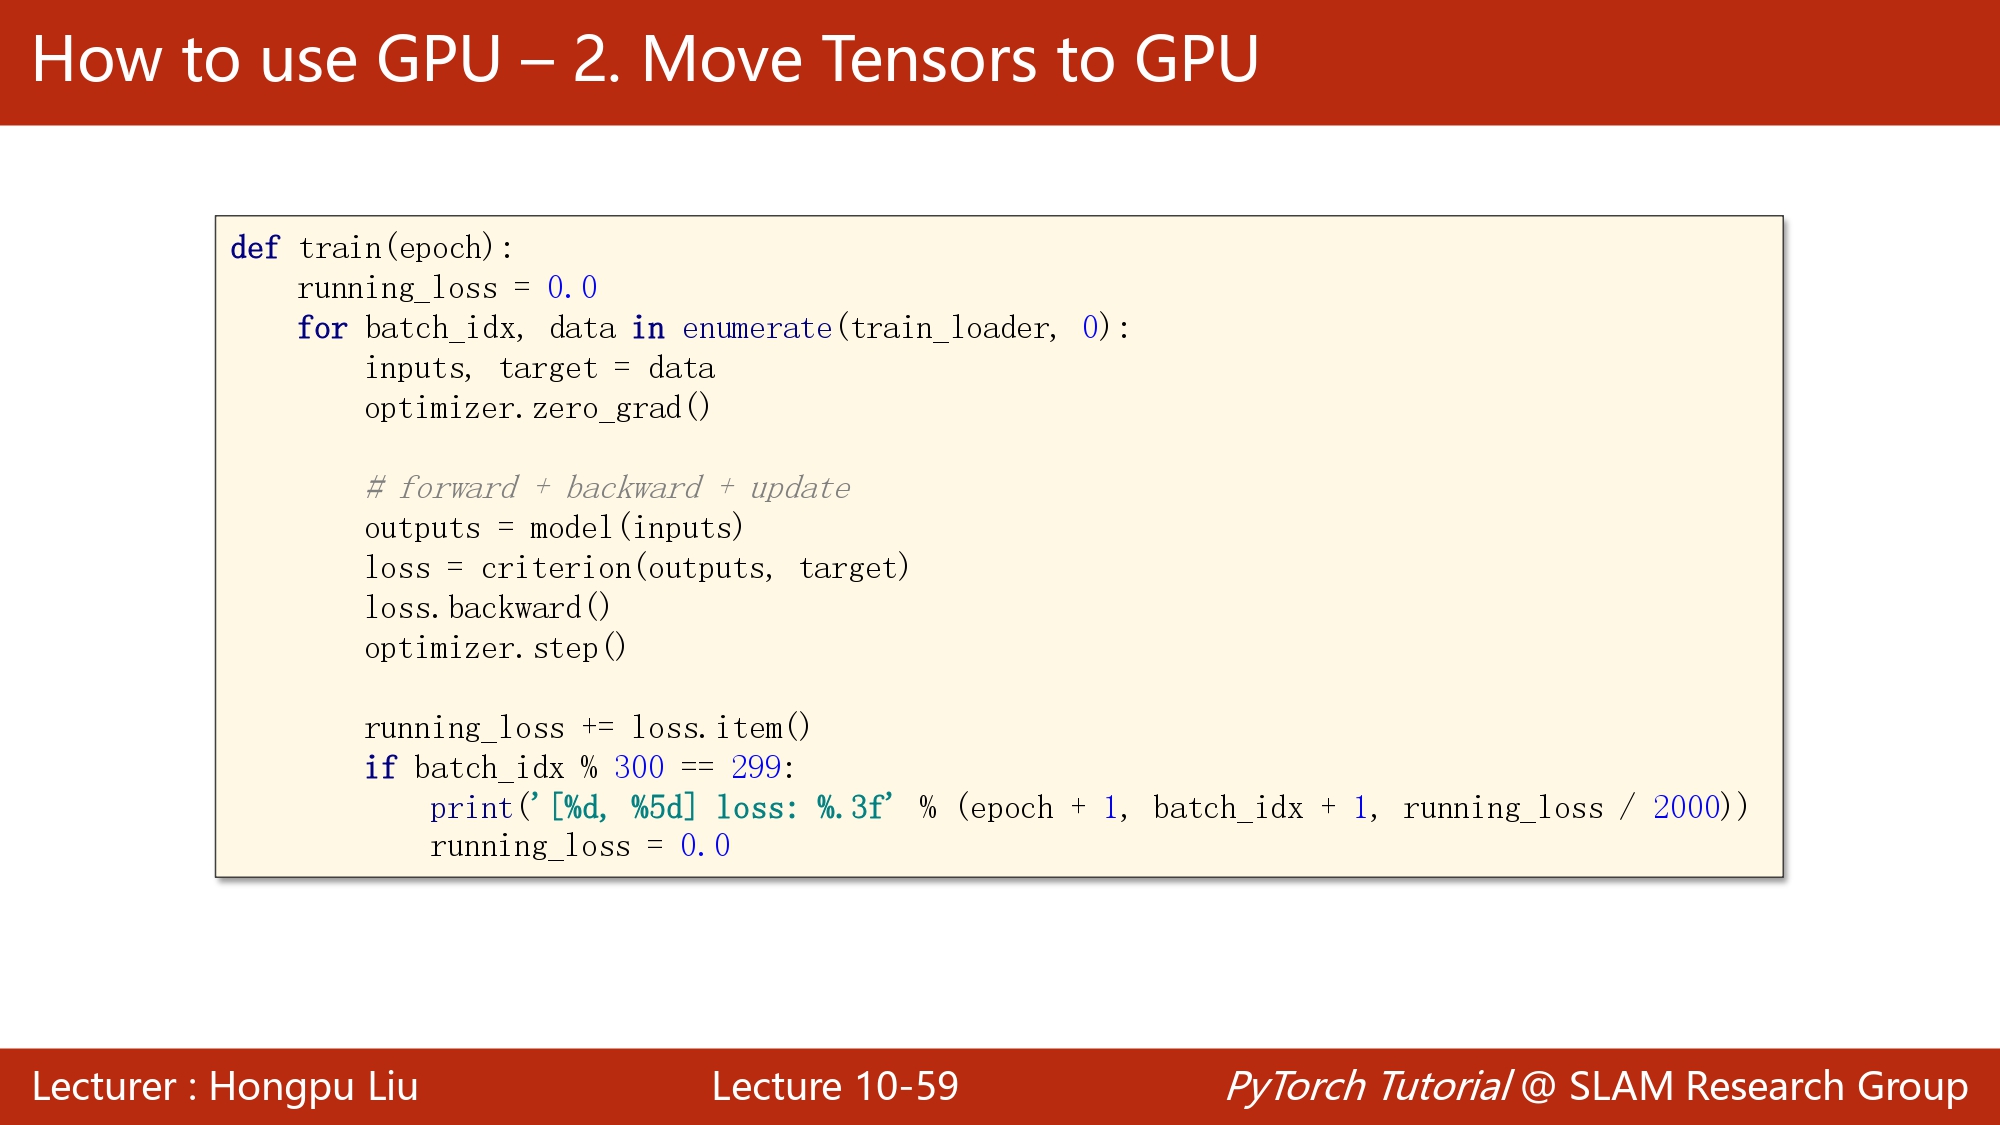 How to use GPU – 2. Move Tensors to GPU
def train(epoch):
    running_loss = 0.0
    for batch_idx, data in enumerate(train_loader, 0):
        inputs, target = data
        optimizer.zero_grad()

        # forward + backward + update
        outputs = model(inputs)
        loss = criterion(outputs, target)
        loss.backward()
        optimizer.step()

        running_loss += loss.item()
        if batch_idx % 300 == 299:
            print('[%d, %5d] loss: %.3f' % (epoch + 1, batch_idx + 1, running_loss / 2000))
            running_loss = 0.0
Lecturer : Hongpu Liu
Lecture 10-59
PyTorch Tutorial @ SLAM Research Group